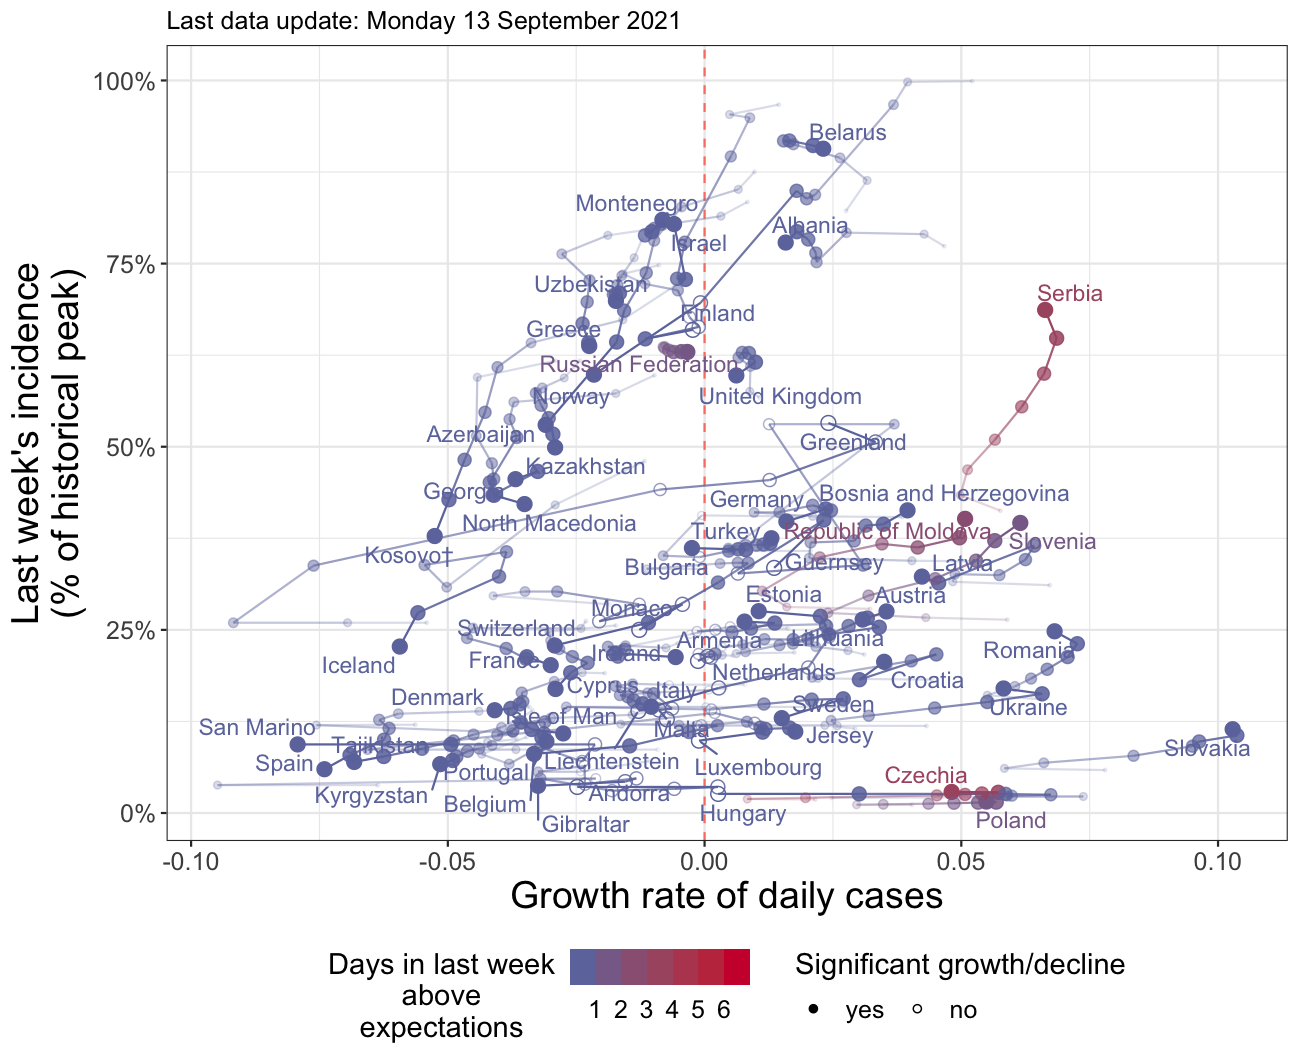 Last data update: Monday 13 September 2021
Last week's incidence
(% of historical peak)
100%
75%
50%
25%
0%
Belarus
Montenegro
Israel
Albania
Uzbekistan
Serbia
Finland
Greece
Russian Federation
Norway
United Kingdom
Azerbaijan
Greenland
Kazakhstan
Georgia
Germany
Bosnia and Herzegovina
North Macedonia
Turkey
Republic of Moldova
Slovenia
Kosovo†
Bulgaria
Guernsey
Latvia
Monaco
Estonia
Austria
Switzerland
Armenia
Lithuania
Iceland
France
Ireland
Romania
Netherlands
Croatia
Denmark
Cyprus
Italy
Sweden
Ukraine
San Marino
Isle of Man
Malta
Jersey
Tajikistan
Slovakia
Spain
Portugal
Liechtenstein
Luxembourg
Kyrgyzstan
Belgium
Andorra
Czechia
Gibraltar
Hungary
Poland
-0.10
-0.05
0.00
0.05
0.10
Growth rate of daily cases
Days in last week
above
expectations
1 2 3 4 5 6
Significant growth/decline
yes
no